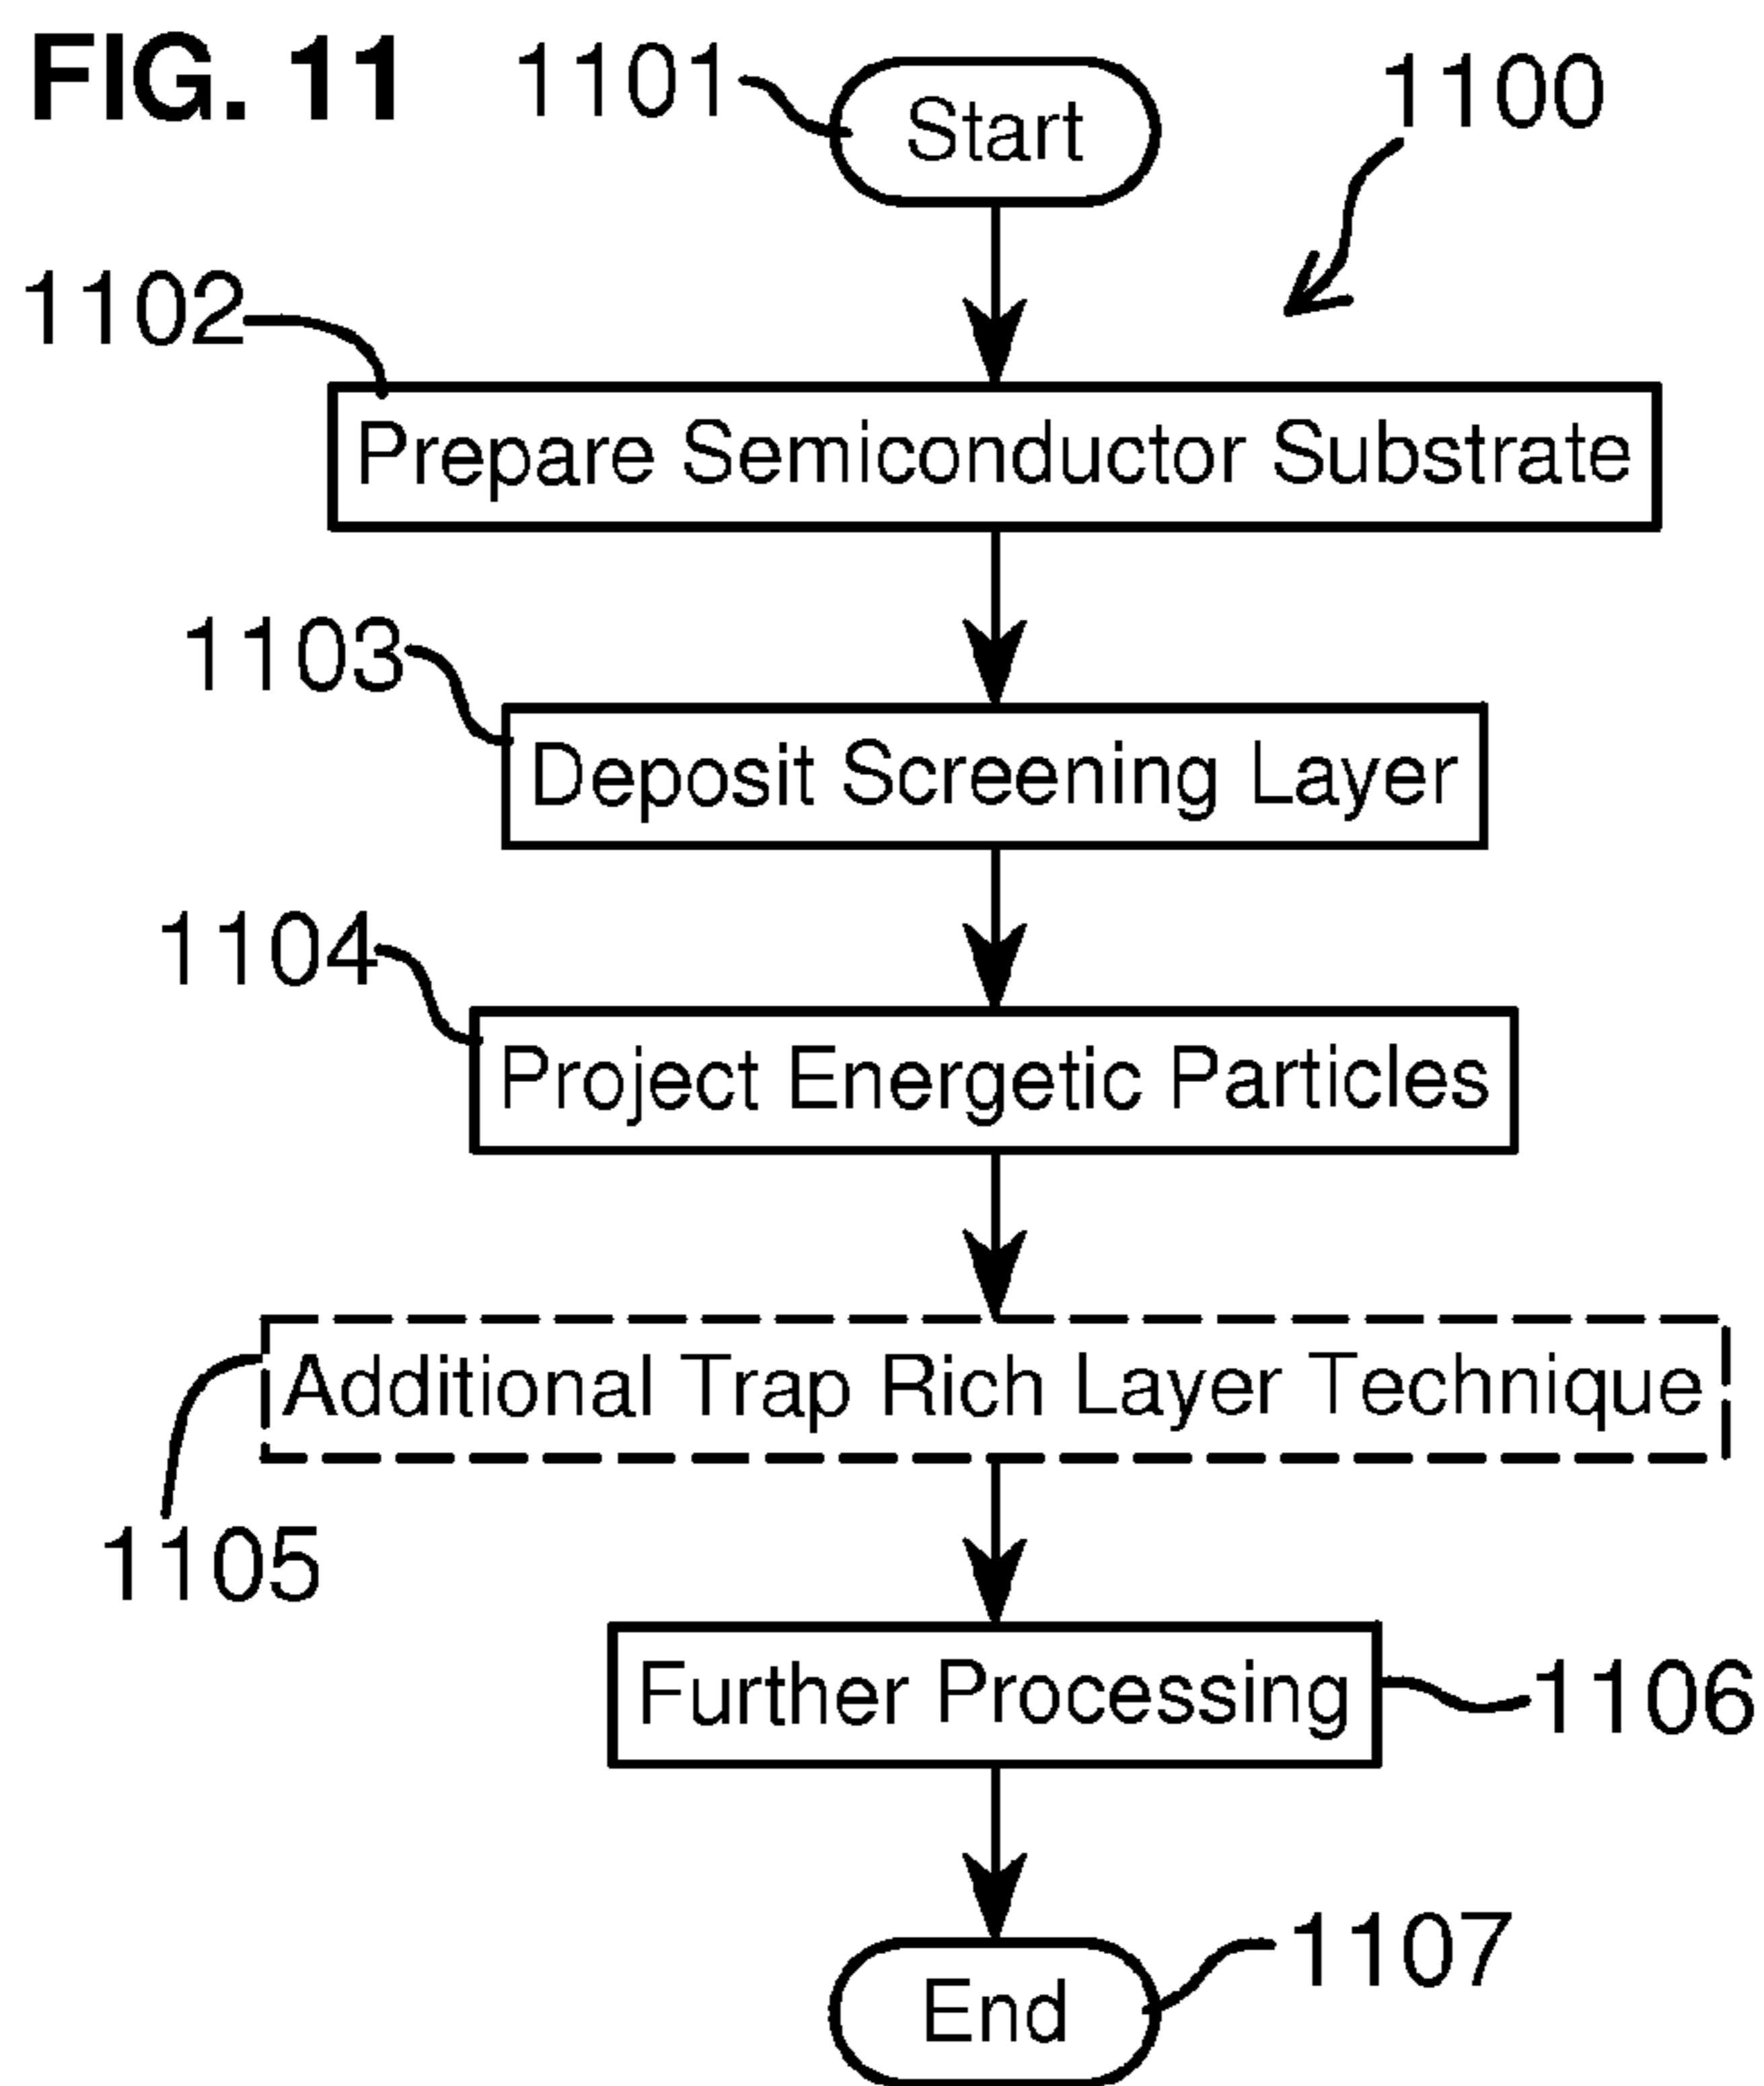 FIG. 11
1101
Start
1100
1102
Prepare Semiconductor Substrate
1103
Deposit Screening Layer
1104
Project Energetic Particles
Additional Trap Rich Layer Technique
1105
Further Processing
1106
1107
End